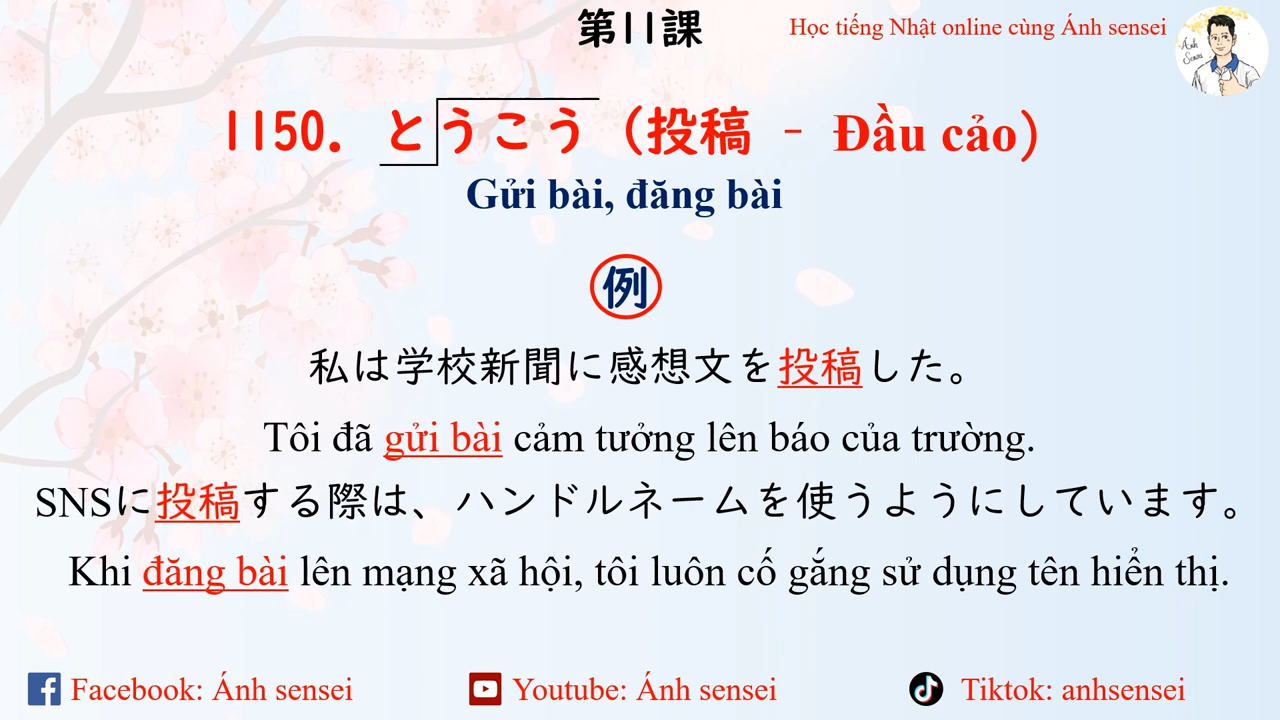 第11課
Học tiếng Nhật online cùng Ánh sensei
Anh Sensei
1150. とうこう (投稿 - Đầu cảo)
Gửi bài, đăng bài
例
私は学校新聞に感想文を投稿した。
Tôi đã gửi bài cảm tưởng lên báo của trường.
SNSに投稿する際は、ハンドルネームを使うようにしています。
Khi đăng bài lên mạng xã hội, tôi luôn cố gắng sử dụng tên hiển thị.
Facebook: Ánh sensei
Youtube: Ánh sensei
Tiktok: anhsensei